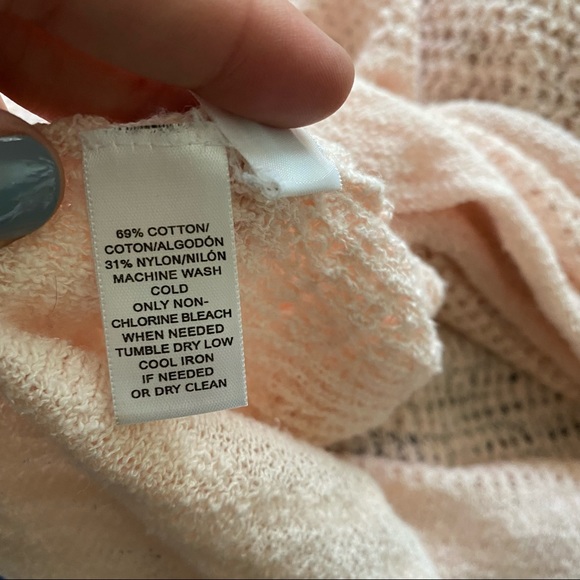 69% COTTON/
COTON/ALGODÓN
31% NYLON/NILÓN
MACHINE WASH
COLD
ONLY NON-
CHLORINE BLEACH
WHEN NEEDED
TUMBLE DRY LOW
COOL IRON
IF NEEDED
OR DRY CLEAN